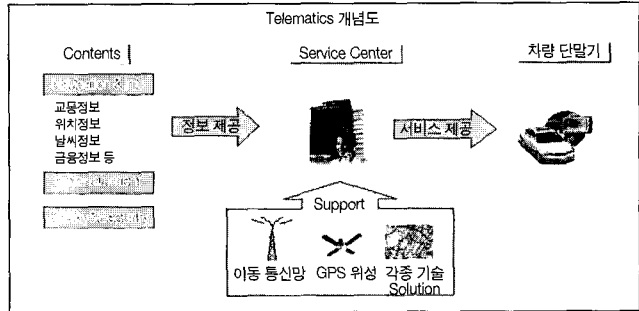 Telematics 개념도
Contents
Service Center
차량 단말기
교통정보
위치정보
날씨정보
금융정보 등
정보 제공
서비스 제공
Support
이동 통신망
GPS 위성
각종 기술
Solution